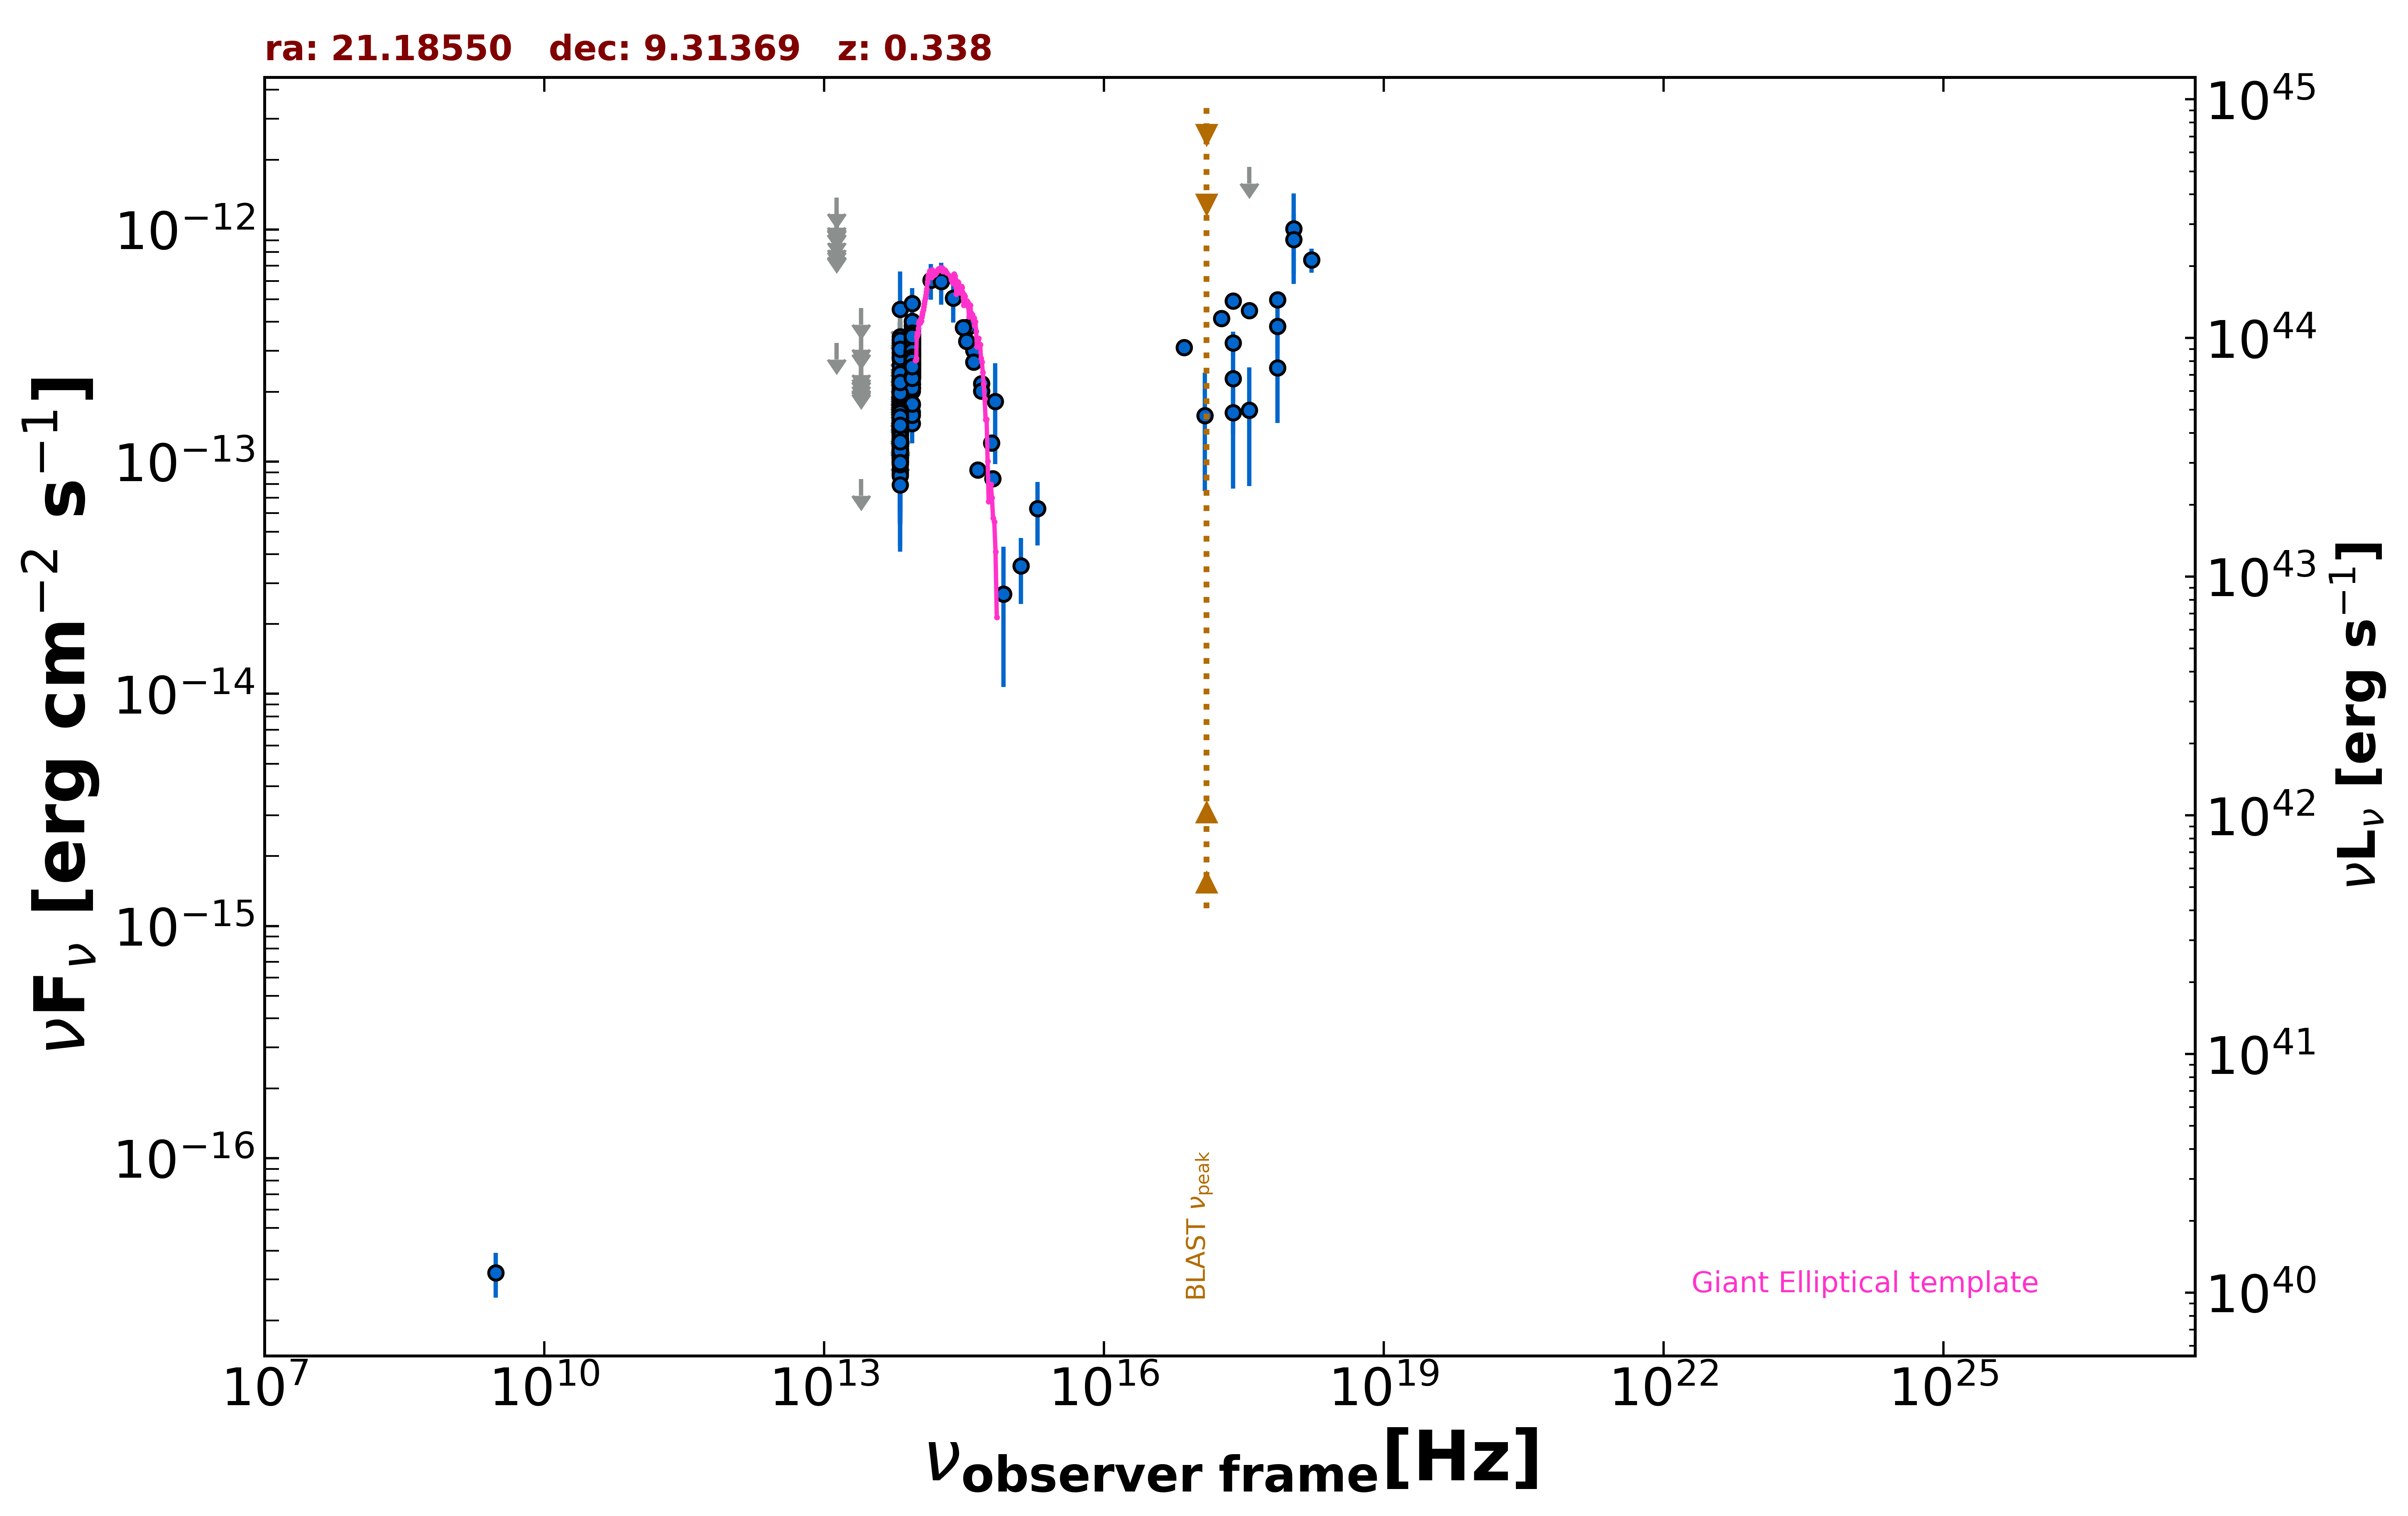 ra: 21.18550 dec: 9.31369 z: 0.338
10^45
10^-12
10^44
10^-13
νF_ν [erg cm^-2 s^-1]
10^43
νL_ν [erg s^-1]
10^-14
10^42
10^-15
10^41
10^-16
BLAST ν_peak
Giant Elliptical template
10^40
10^7 10^10 10^13 10^16 10^19 10^22 10^25
ν_observer frame[Hz]